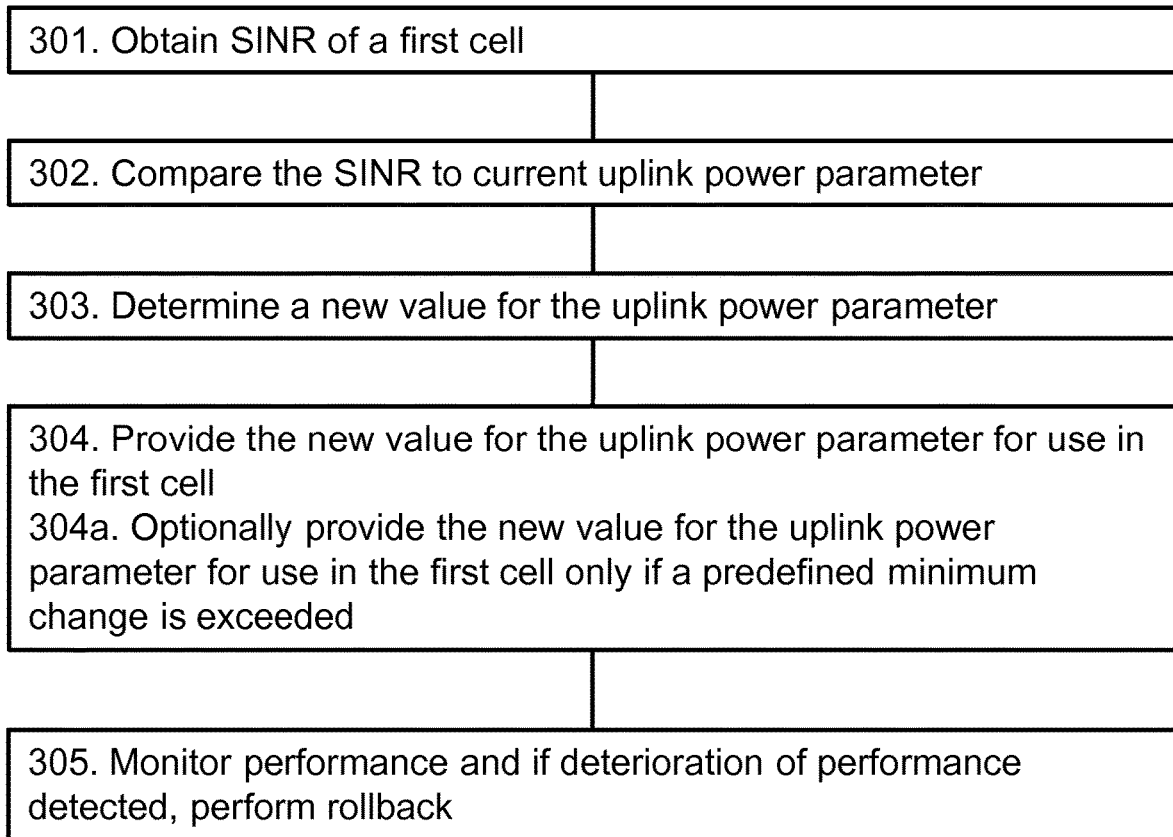 301. Obtain SINR of a first cell
302. Compare the SINR to current uplink power parameter
303. Determine a new value for the uplink power parameter
304. Provide the new value for the uplink power parameter for use in
the first cell
304a. Optionally provide the new value for the uplink power
parameter for use in the first cell only if a predefined minimum
change is exceeded
305. Monitor performance and if deterioration of performance
detected, perform rollback